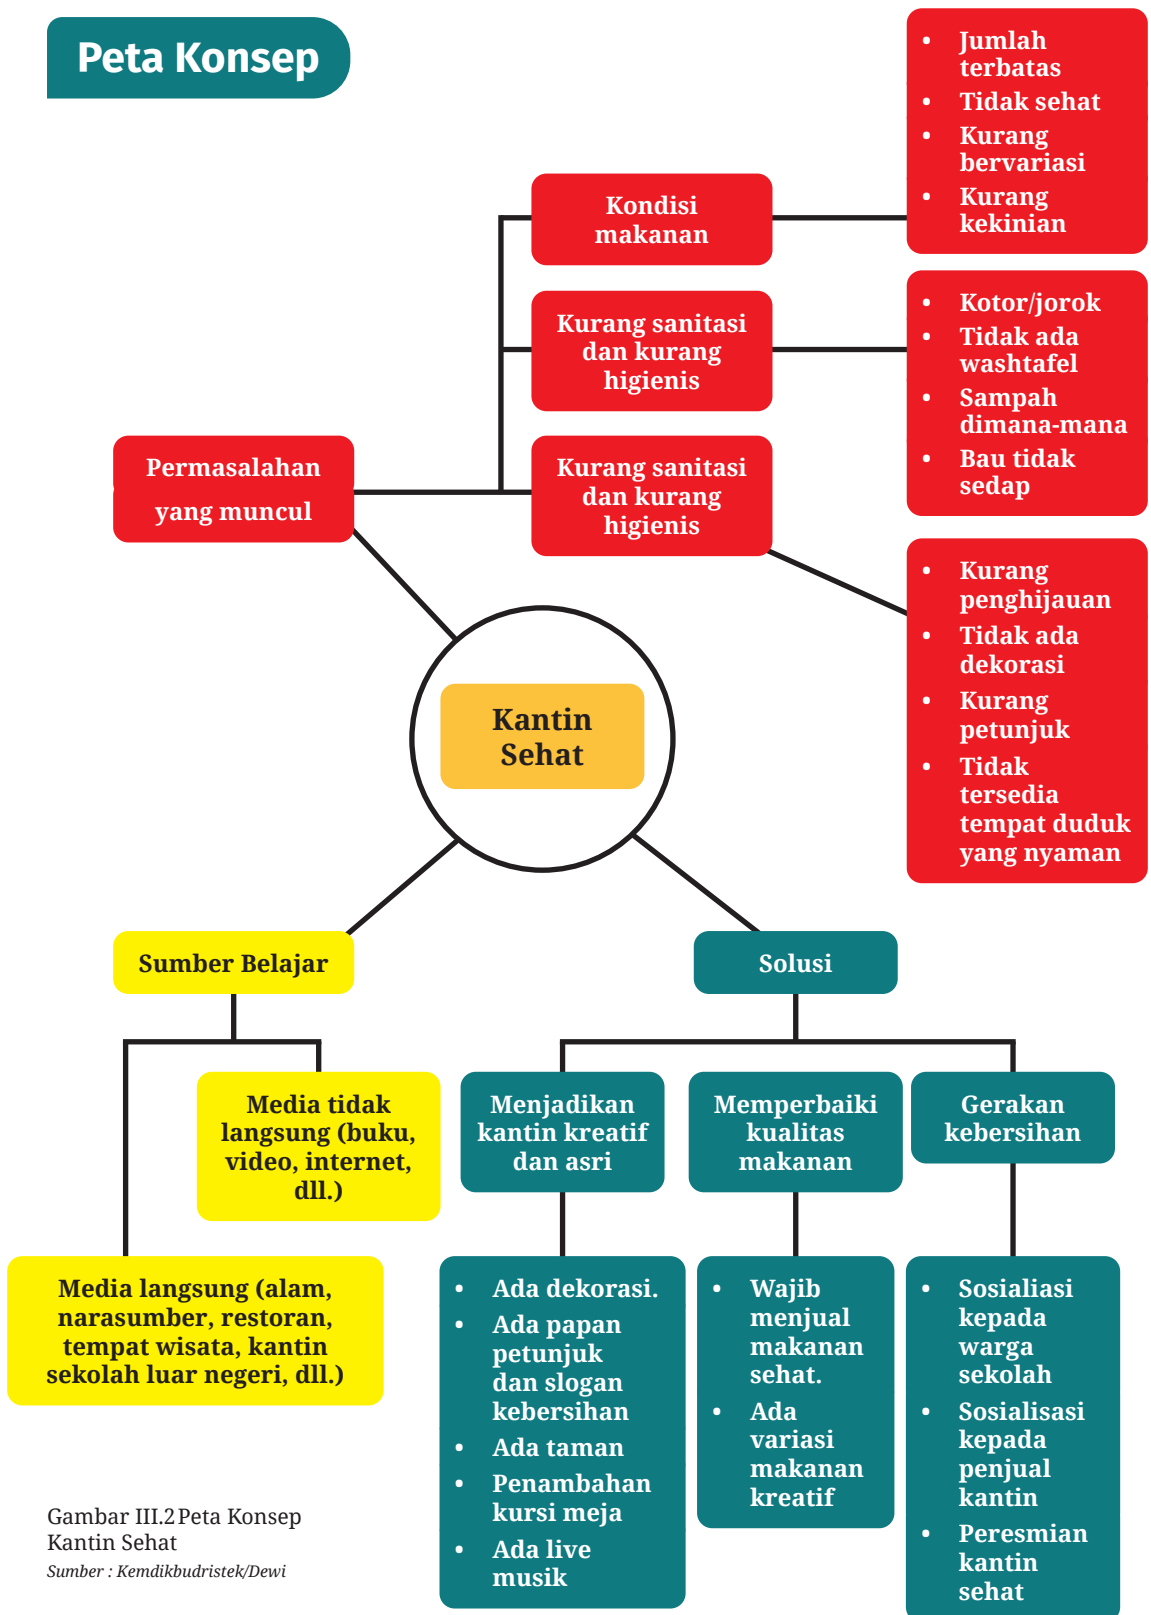 Peta Konsep
• Jumlah
terbatas
• Tidak sehat
• Kurang
bervariasi
• Kurang
kekinian
Kondisi
makanan
Kurang sanitasi
dan kurang
higienis
• Kotor/jorok
• Tidak ada
washtafel
• Sampah
dimana-mana
• Bau tidak
sedap
Permasalahan
yang muncul
Kurang sanitasi
dan kurang
higienis
• Kurang
penghijauan
• Tidak ada
dekorasi
• Kurang
petunjuk
• Tidak
tersedia
tempat duduk
yang nyaman
Kantin
Sehat
Sumber Belajar
Media tidak
langsung (buku,
video, internet,
dll.)
Media langsung (alam,
narasumber, restoran,
tempat wisata, kantin
sekolah luar negeri, dll.)
Solusi
Menjadikan
kantin kreatif
dan asri
• Ada dekorasi.
• Ada papan
petunjuk
dan slogan
kebersihan
• Ada taman
• Penambahan
kursi meja
• Ada live
musik
Memperbaiki
kualitas
makanan
• Wajib
menjual
makanan
sehat.
• Ada
variasi
makanan
kreatif
Gerakan
kebersihan
• Sosialiasi
kepada
warga
sekolah
• Sosialisasi
kepada
penjual
kantin
• Peresmian
kantin
sehat
Gambar III.2 Peta Konsep
Kantin Sehat
Sumber : Kemdikbudristek/Dewi